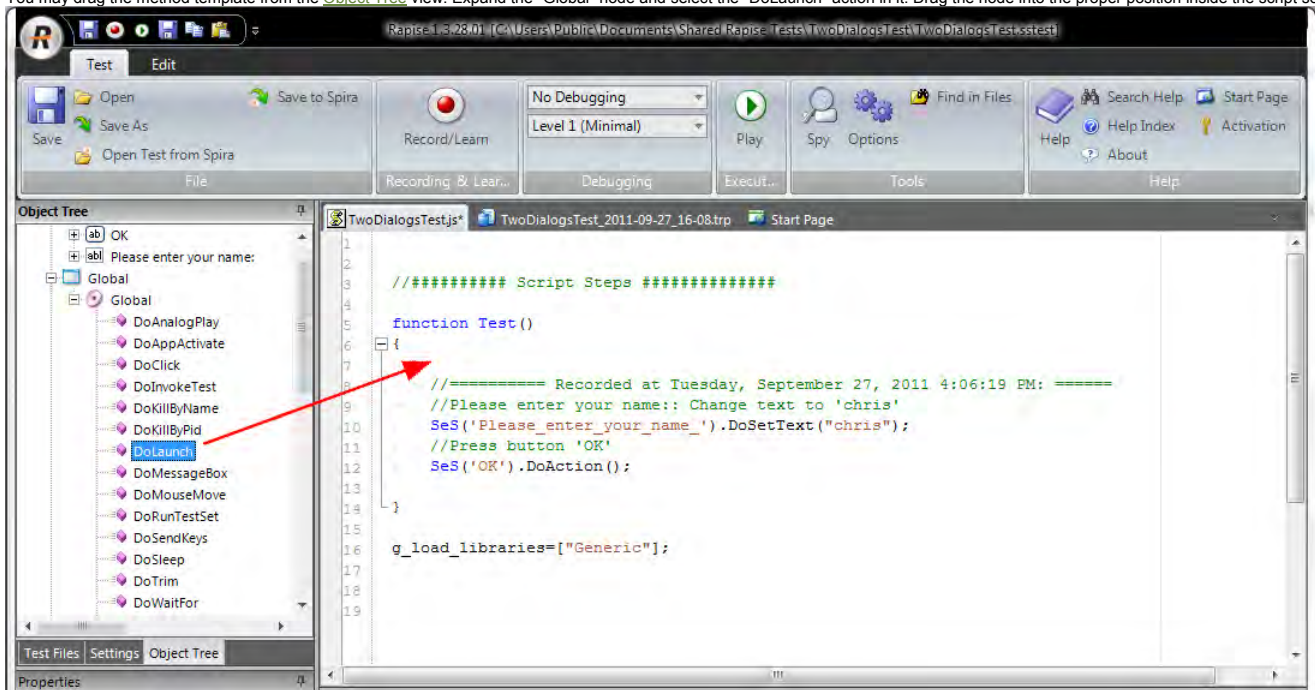 You may drag the method template from the Object Tree view. Expand the "Global" node and select the "DoLaunch" action in it. Drag the node into the proper position inside the script
Rapise 1.3.28.01 [C:\Users\Public\Documents\Shared Rapise Tests\TwoDialogsTest\TwoDialogsTest.sstest]
Test Edit
Save
Open
Save As
Open Test from Spira
Save to Spira
File
Record/Learn
Recording & Lear...
No Debugging
Level 1 (Minimal)
Debugging
Play
Execut...
Spy
Options
Find in Files
Tools
Help
Search Help
Help Index
About
Start Page
Activation
Help
Object Tree
ab OK
abl Please enter your name:
Global
Global
DoAnalogPlay
DoAppActivate
DoClick
DoInvokeTest
DoKillByName
DoKillByPid
DoLaunch
DoMessageBox
DoMouseMove
DoRunTestSet
DoSendKeys
DoSleep
DoTrim
DoWaitFor
Test Files Settings Object Tree
Properties
TwoDialogsTest.js* TwoDialogsTest_2011-09-27_16-08.trp Start Page
1
2
3 //########## Script Steps ##############
4
5 function Test()
6 {
7
8 //========== Recorded at Tuesday, September 27, 2011 4:06:19 PM: ======
9 //Please enter your name:: Change text to 'chris'
10 SeS('Please_enter_your_name_').DoSetText("chris");
11 //Press button 'OK'
12 SeS('OK').DoAction();
13
14 }
15
16 g_load_libraries=["Generic"];
17
18
19